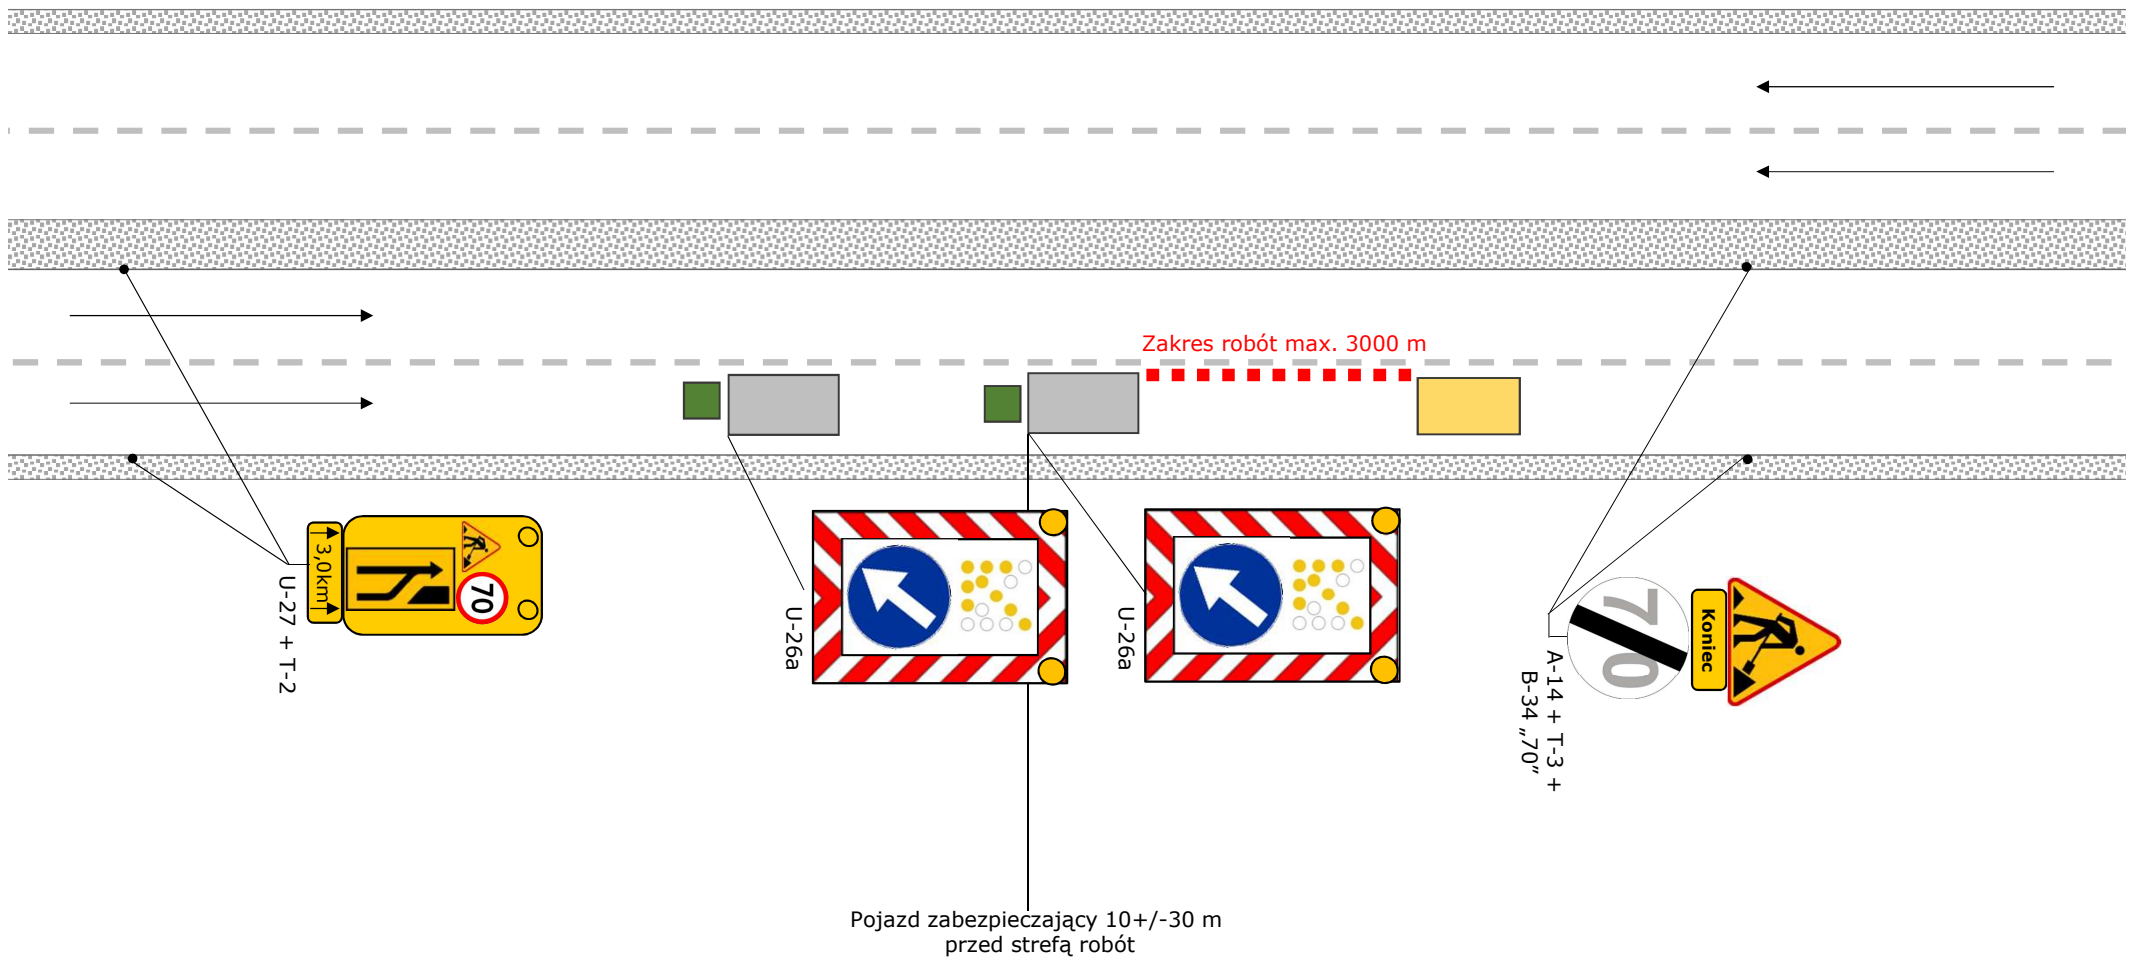 Zakres robót max. 3000 m
3,0km
70
U-27 + T-2
U-26a
U-26a
70
Koniec
A-14 + T-3 +
B-34 „70”
Pojazd zabezpieczający 10+/-30 m
przed strefą robót